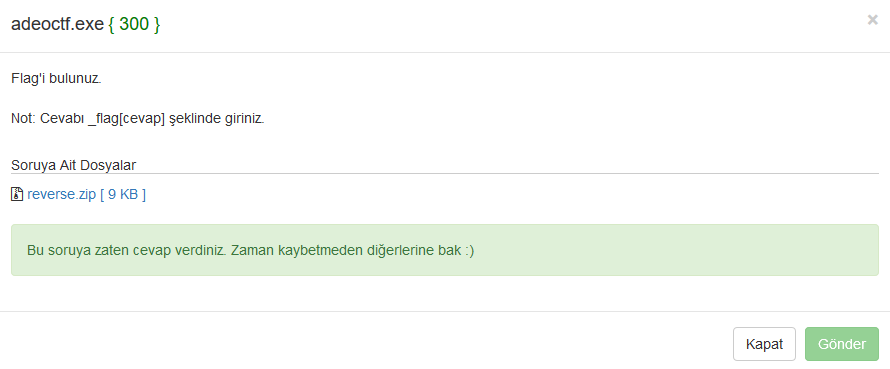 adeoctf.exe { 300 }
×
Flag'i bulunuz.
Not: Cevabı _flag[cevap] şeklinde giriniz.
Soruya Ait Dosyalar
reverse.zip [ 9 KB ]
Bu soruya zaten cevap verdiniz. Zaman kaybetmeden diğerlerine bak :)
Kapat
Gönder